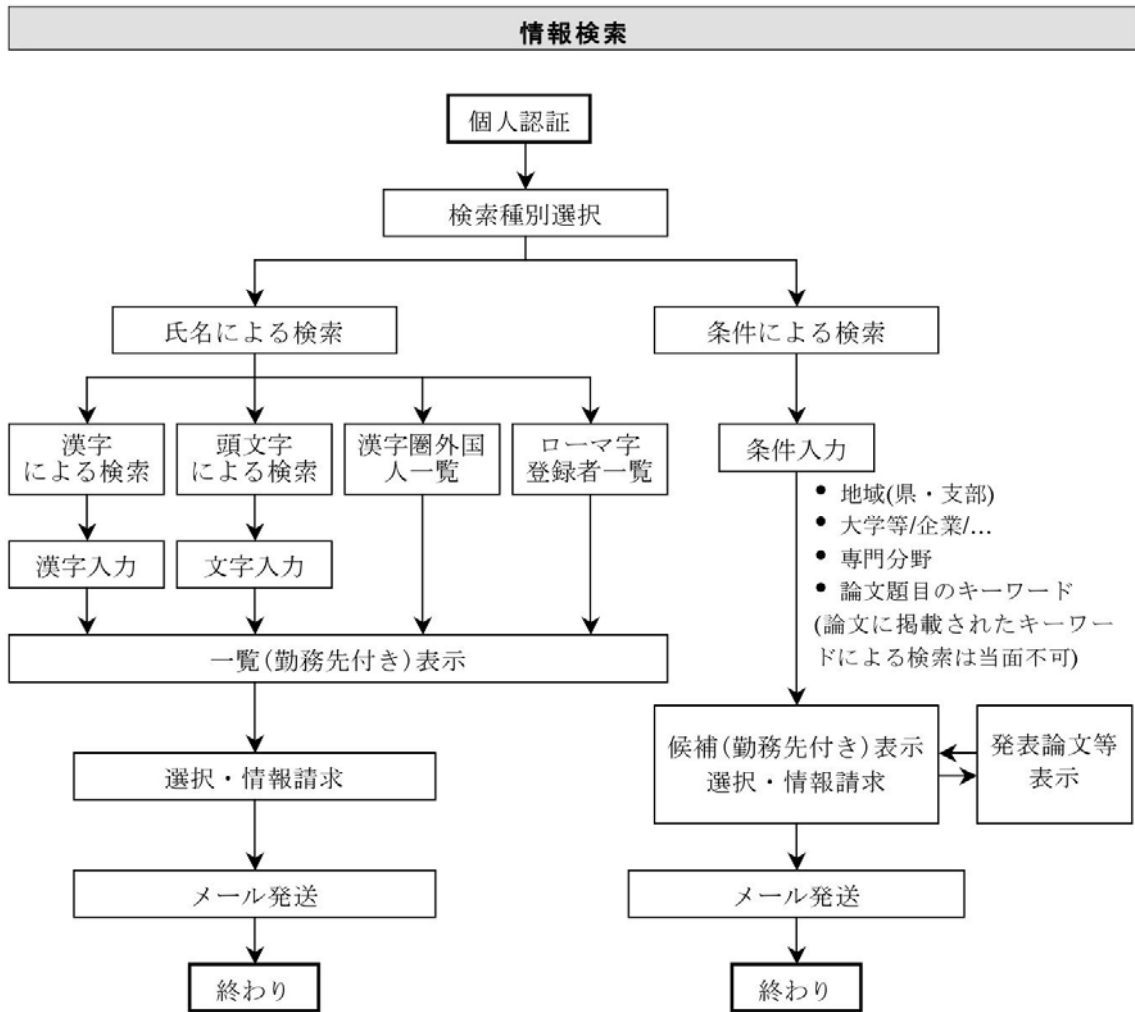 情報検索
個人認証
検索種別選択
氏名による検索
条件による検索
漢字
による検索
頭文字
による検索
漢字圏外国
人一覧
ローマ字
登録者一覧
条件入力
• 地域(県・支部)
• 大学等/企業/...
• 専門分野
• 論文題目のキーワード
(論文に掲載されたキーワー
ドによる検索は当面不可)
漢字入力
文字入力
一覧(勤務先付き)表示
選択・情報請求
候補(勤務先付き)表示
選択・情報請求
発表論文等
表示
メール発送
メール発送
終わり
終わり